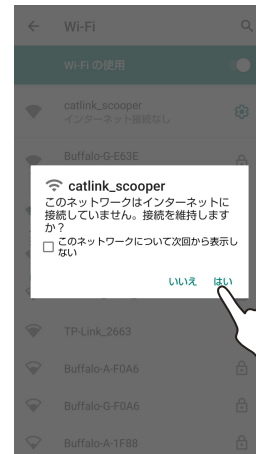 Wi-Fi
Wi-Fi の使用
catlink_scooper
インターネット接続なし
Buffalo-G-E63E
catlink_scooper
このネットワークはインターネットに
接続していません。接続を維持します
か？
このネットワークについて次回から表示し
ない
いいえ はい
TP-Link_2663
Buffalo-A-F0A6
Buffalo-G-F0A6
Buffalo-A-1F88